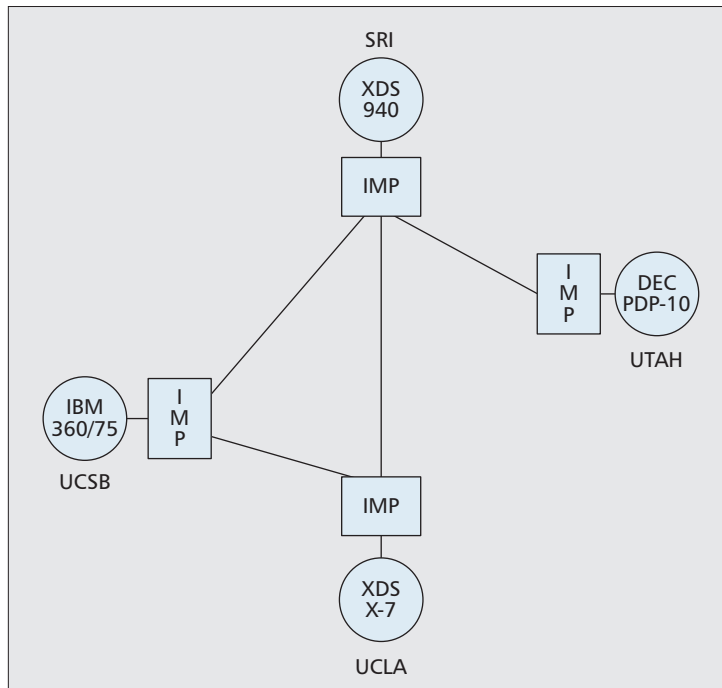 SRI
XDS
940
IMP
I
M
P
DEC
PDP-10
UTAH
IBM
360/75
I
M
P
UCSB
IMP
XDS
X-7
UCLA